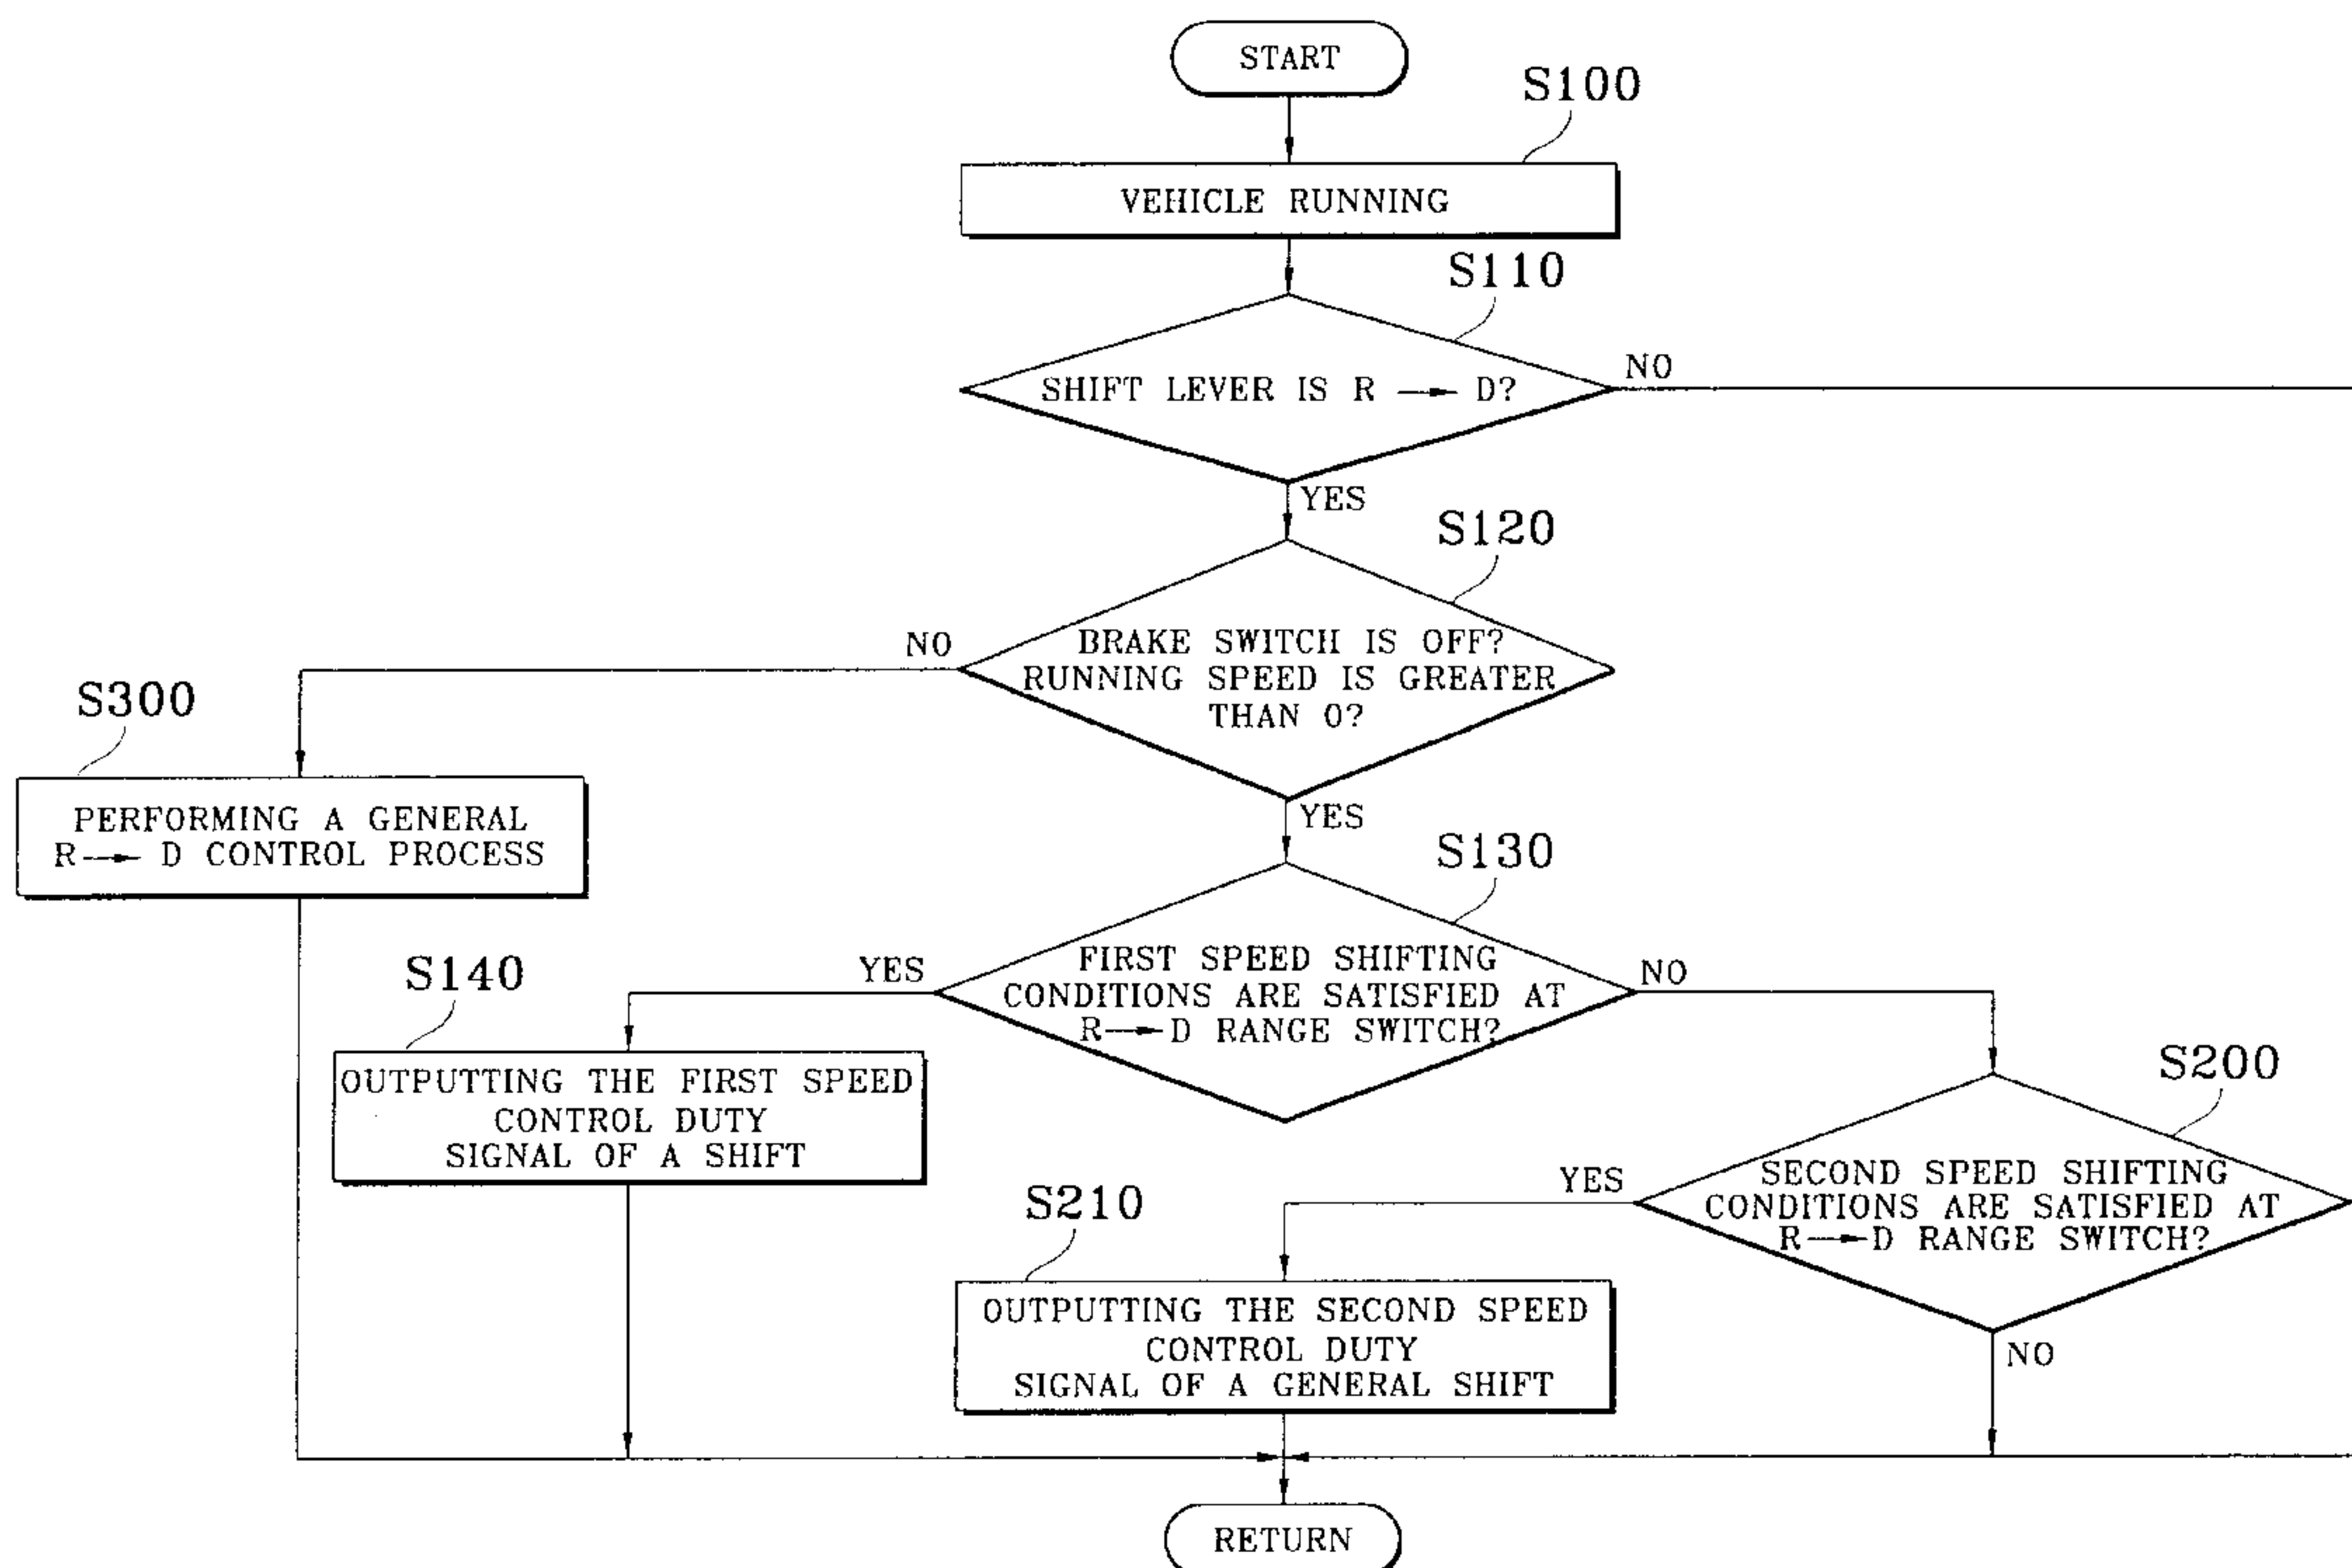 START
S100
VEHICLE RUNNING
S110
SHIFT LEVER IS R → D?
NO
YES
S120
BRAKE SWITCH IS OFF?
RUNNING SPEED IS GREATER
THAN 0?
NO
YES
S300
PERFORMING A GENERAL
R → D CONTROL PROCESS
S130
FIRST SPEED SHIFTING
CONDITIONS ARE SATISFIED AT
R → D RANGE SWITCH?
YES
NO
S140
OUTPUTTING THE FIRST SPEED
CONTROL DUTY
SIGNAL OF A SHIFT
S200
SECOND SPEED SHIFTING
CONDITIONS ARE SATISFIED AT
R → D RANGE SWITCH?
YES
NO
S210
OUTPUTTING THE SECOND SPEED
CONTROL DUTY
SIGNAL OF A GENERAL SHIFT
RETURN